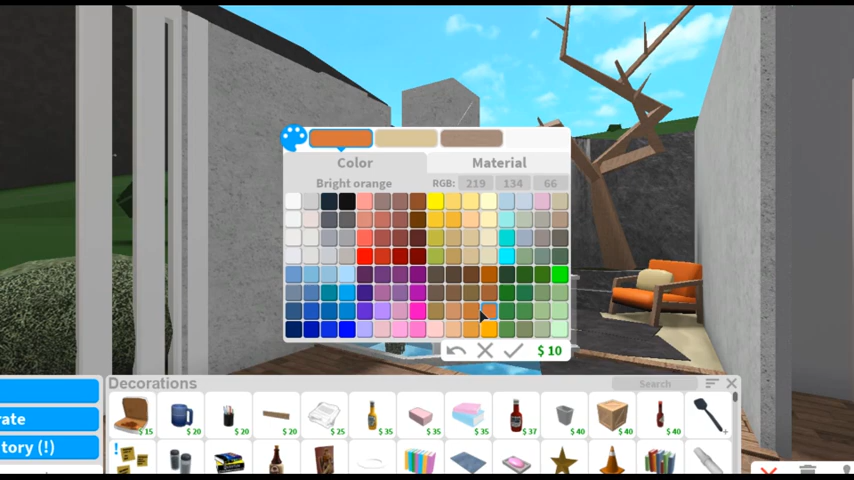 Color
Material
Bright orange
RGB: 219 134 66
$ 10
Decorations
Search
rate
tory (!)
$ 15
$ 20
$ 20
$ 20
$ 25
$ 35
$ 35
$ 35
$ 37
$ 40
$ 40
$ 40